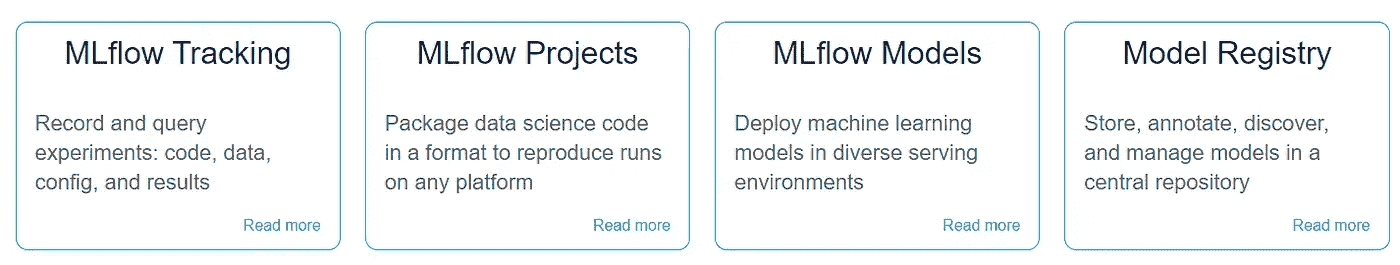 MLflow Tracking
Record and query
experiments: code, data,
config, and results
Read more
MLflow Projects
Package data science code
in a format to reproduce runs
on any platform
Read more
MLflow Models
Deploy machine learning
models in diverse serving
environments
Read more
Model Registry
Store, annotate, discover,
and manage models in a
central repository
Read more